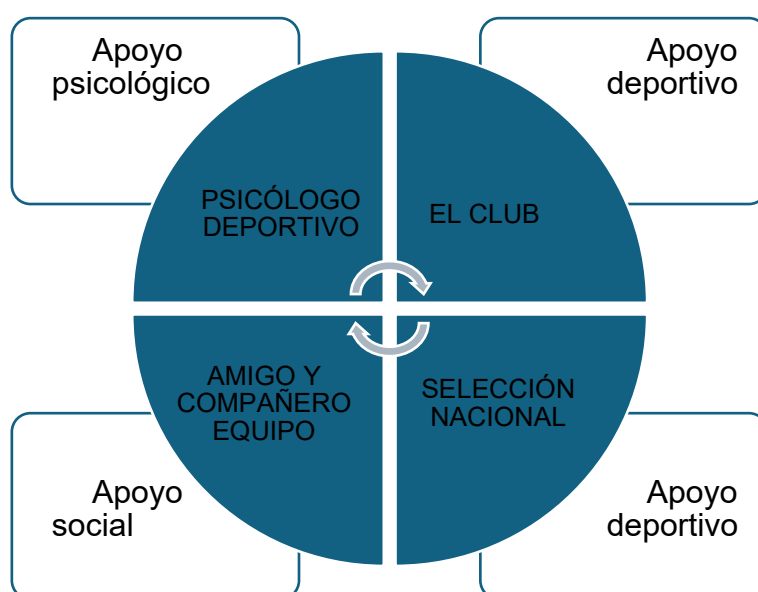 Apoyo
psicológico
Apoyo
deportivo
PSICÓLOGO
DEPORTIVO
EL CLUB
AMIGO Y
COMPAÑERO
EQUIPO
SELECCIÓN
NACIONAL
Apoyo
social
Apoyo
deportivo